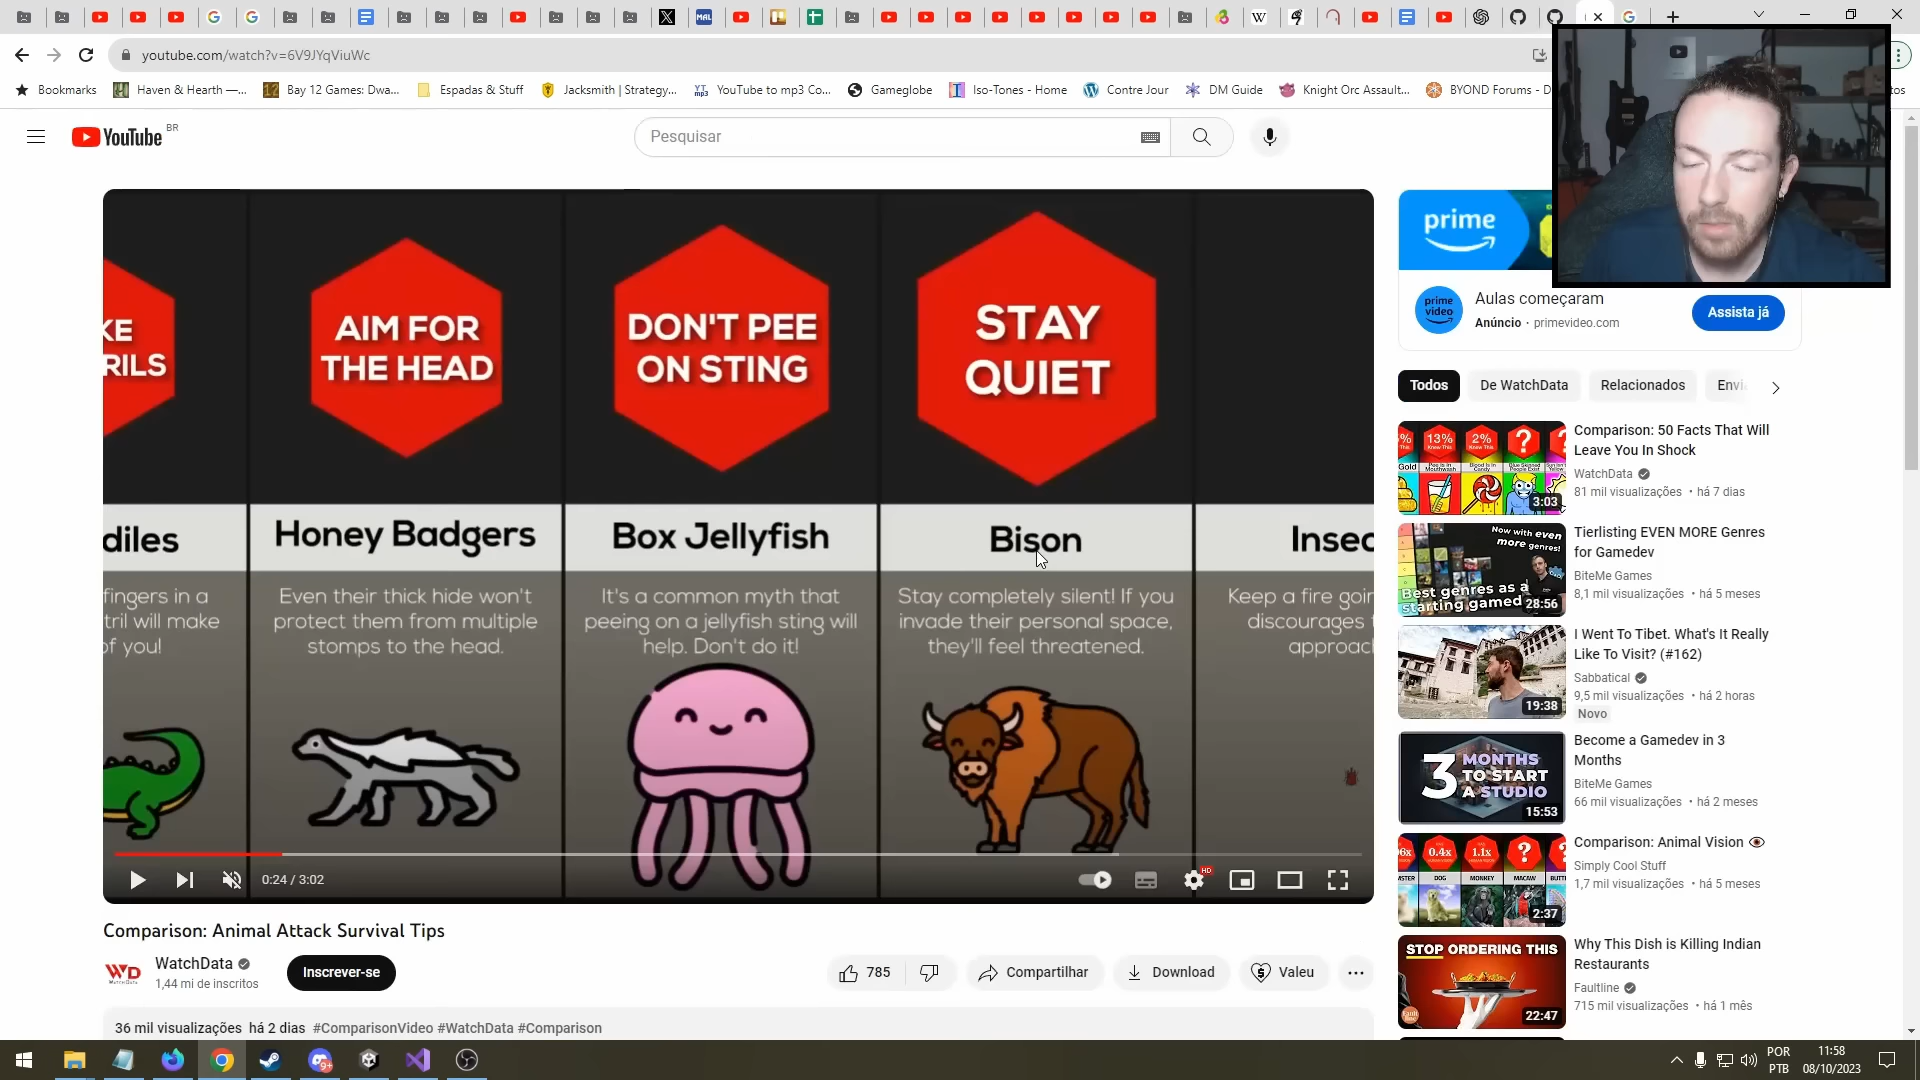 youtube.com/watch?v=6V9JYqViuWc
Bookmarks
Haven & Hearth —...
Bay 12 Games: Dwa...
Espadas & Stuff
Jacksmith | Strategy...
YouTube to mp3 Co...
Gameglobe
Iso-Tones - Home
Contre Jour
DM Guide
Knight Orc Assault...
BYOND Forums - D
YouTube BR
Pesquisar
AIM FOR
THE HEAD
DON'T PEE
ON STING
STAY
QUIET
Honey Badgers
Box Jellyfish
Bison
Even their thick hide won't
protect them from multiple
stomps to the head.
It's a common myth that
peeing on a jellyfish sting will
help. Don't do it!
Stay completely silent! If you
invade their personal space,
they'll feel threatened.
fingers in a
tril will make
of you!
Keep a fire goin
discourages
approac
0:24 / 3:02
HD
Comparison: Animal Attack Survival Tips
WD
WatchData
1,44 mi de inscritos
Inscrever-se
785
Compartilhar
Download
Valeu
36 mil visualizações há 2 dias #ComparisonVideo #WatchData #Comparison
prime
prime
video
Aulas começaram
Anúncio · primevideo.com
Assista já
Todos
De WatchData
Relacionados
Envi
3:03
Comparison: 50 Facts That Will
Leave You In Shock
WatchData
81 mil visualizações • há 7 dias
Now with even
more genres!
Best genres as a
starting gamed
28:56
Tierlisting EVEN MORE Genres
for Gamedev
BiteMe Games
8,1 mil visualizações • há 5 meses
19:38
I Went To Tibet. What's It Really
Like To Visit? (#162)
Sabbatical
9,5 mil visualizações • há 2 horas
Novo
3 MONTHS
TO START
A STUDIO
15:53
Become a Gamedev in 3
Months
BiteMe Games
66 mil visualizações • há 2 meses
0.4x
1.1x
?
DOG
MONKEY
MACAW
2:37
Comparison: Animal Vision
Simply Cool Stuff
1,7 mil visualizações • há 5 meses
STOP ORDERING THIS
22:47
Why This Dish is Killing Indian
Restaurants
Faultline
715 mil visualizações • há 1 mês
POR
PTB
11:58
08/10/2023